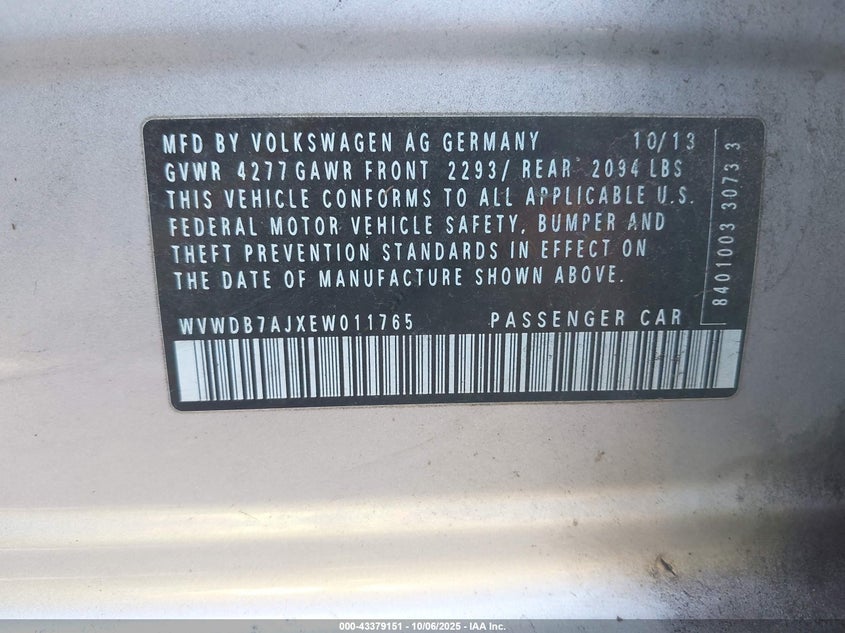 MFD BY VOLKSWAGEN AG GERMANY 10/13
GVWR 4277 GAWR FRONT 2293/ REAR 2094 LBS
THIS VEHICLE CONFORMS TO ALL APPLICABLE U.S.
FEDERAL MOTOR VEHICLE SAFETY, BUMPER AND
THEFT PREVENTION STANDARDS IN EFFECT ON
THE DATE OF MANUFACTURE SHOWN ABOVE.
WVWDB7AJXEW011765 PASSENGER CAR
8401003 30733
000-43379151 - 10/06/2025 - IAA Inc.